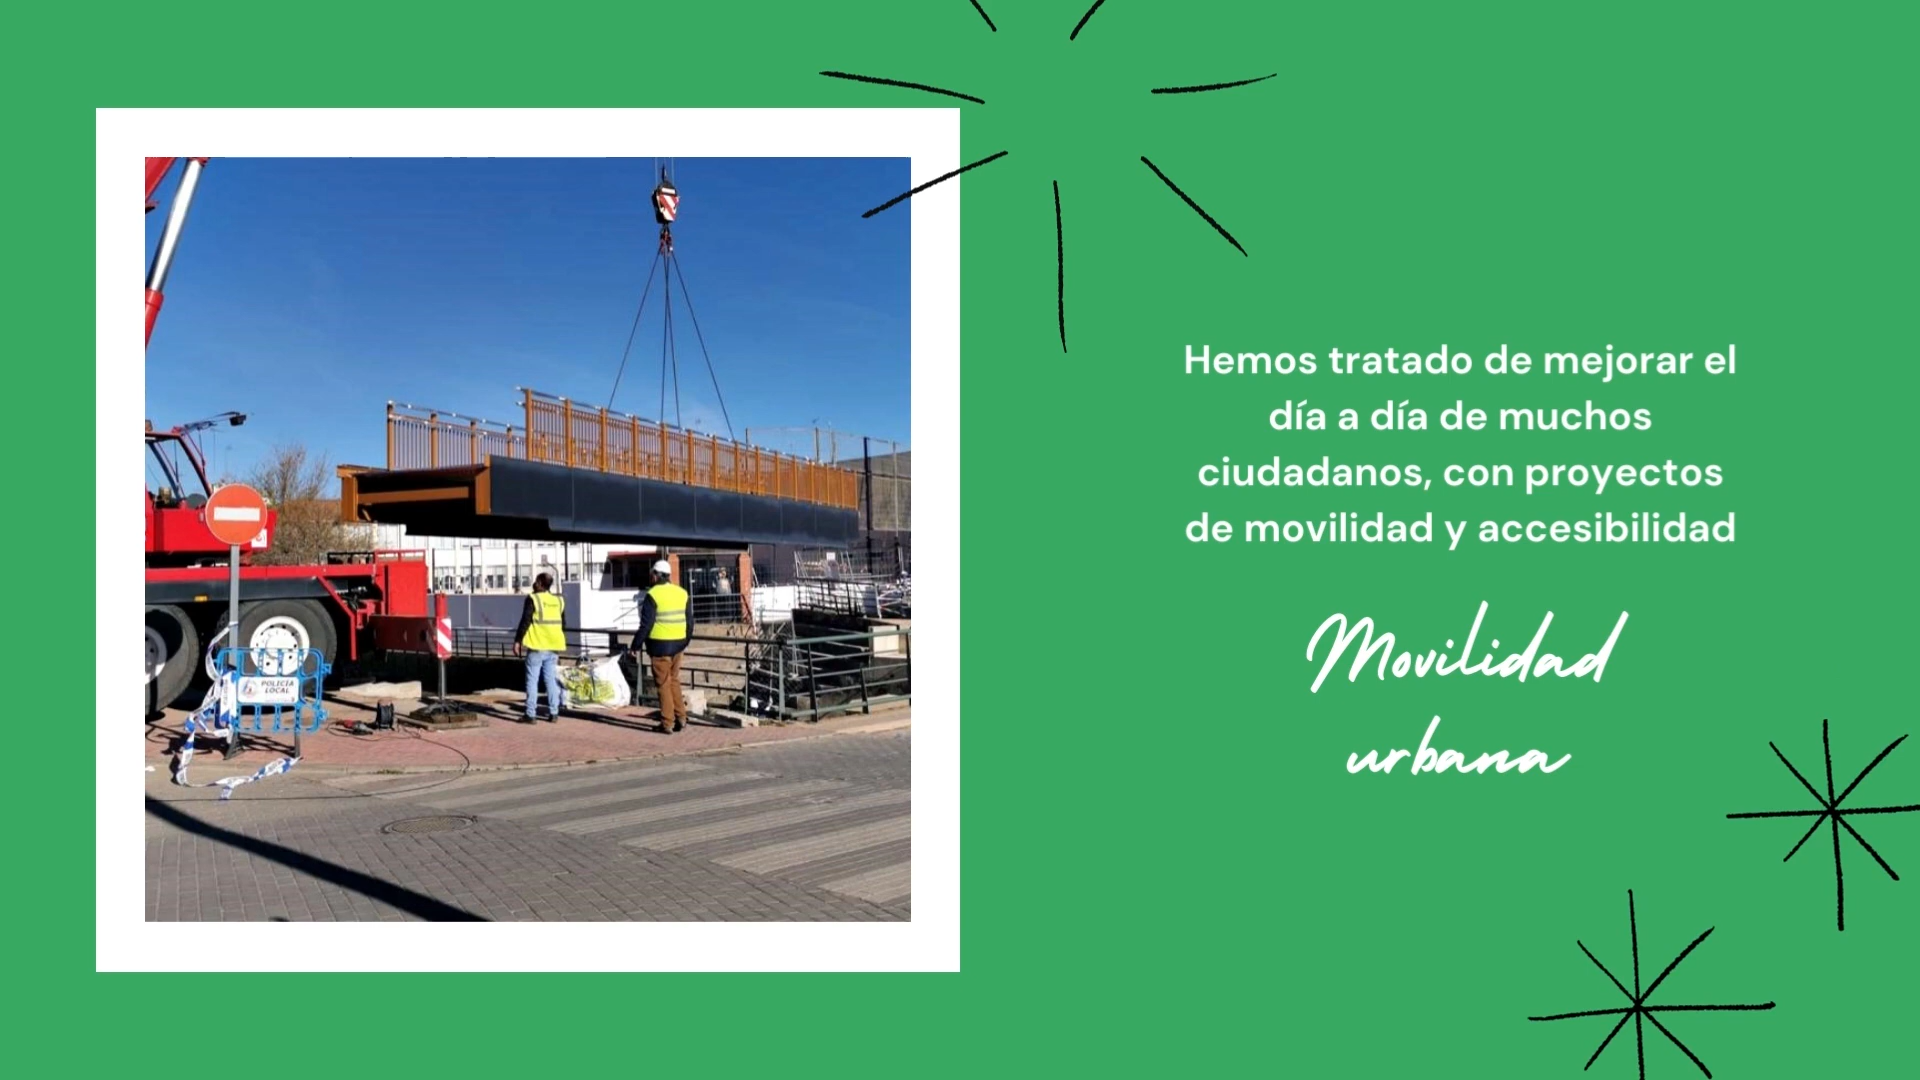 Hemos tratado de mejorar el
día a día de muchos
ciudadanos, con proyectos
de movilidad y accesibilidad
Movilidad
urbana
POLICÍA
LOCAL